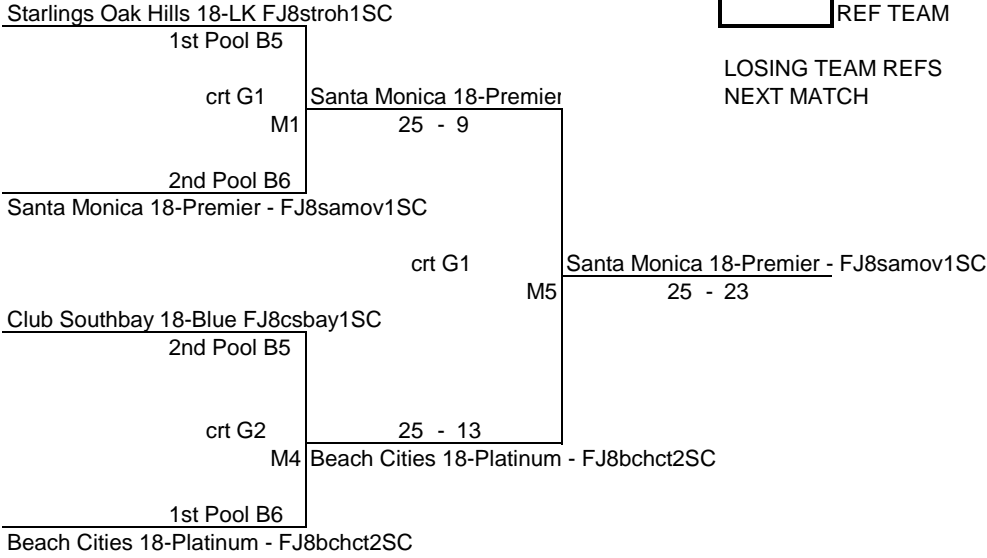 Starlings Oak Hills 18-LK FJ8stroh1SC
REF TEAM
1st Pool B5
LOSING TEAM REFS
crt G1 Santa Monica 18-Premier NEXT MATCH
M1 25 - 9
2nd Pool B6
Santa Monica 18-Premier - FJ8samov1SC
crt G1 Santa Monica 18-Premier - FJ8samov1SC
M5 25 - 23
Club Southbay 18-Blue FJ8csbay1SC
2nd Pool B5
crt G2 25 - 13
M4 Beach Cities 18-Platinum - FJ8bchct2SC
1st Pool B6
Beach Cities 18-Platinum - FJ8bchct2SC